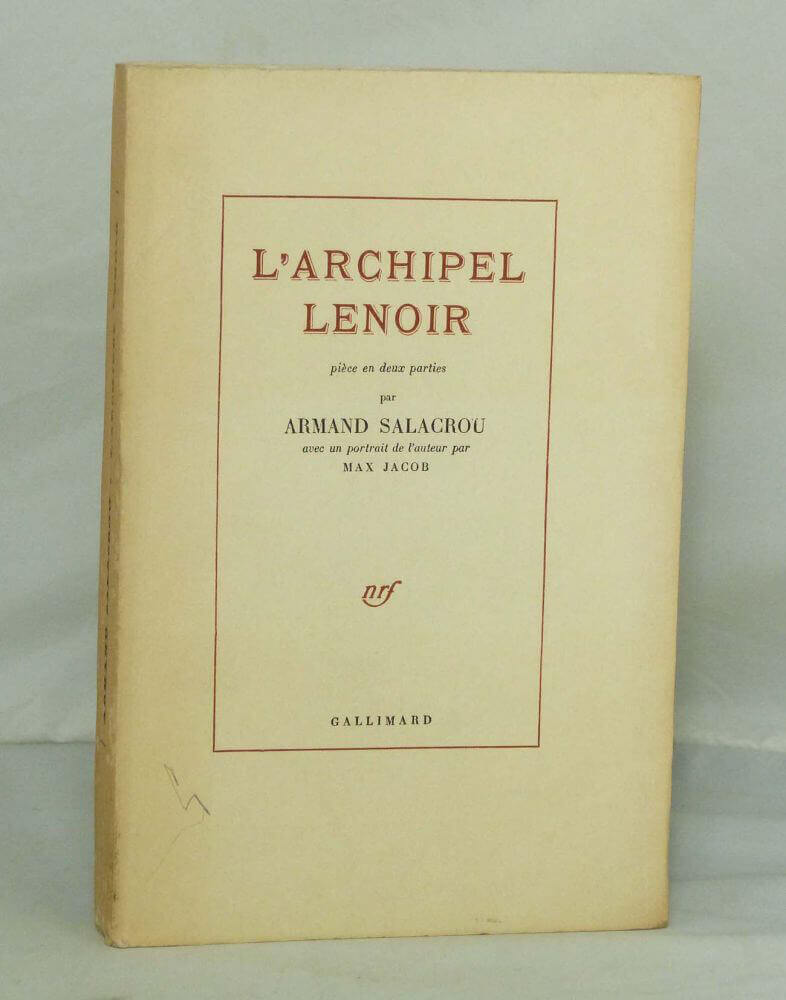 L'ARCHIPEL
LENOIR
pièce en deux parties
par
ARMAND SALACROU
avec un portrait de l'auteur par
MAX JACOB
nrf
GALLIMARD